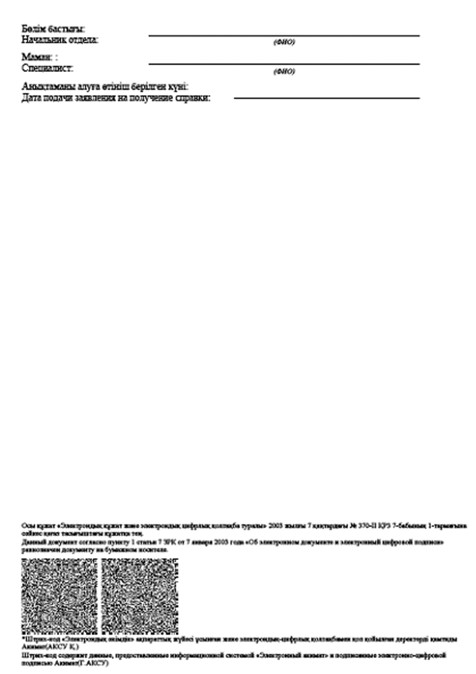 Бөлім бастығы:
Начальник отдела:
(ФИО)
Маман: :
Специалист:
(ФИО)
Анықтаманы алуға өтініш берілген күні:
Дата подачи заявления на получение справки:
Осы құжат «Электрондық құжат және электрондық цифрлық қолтаңба туралы» 2003 жылғы 7 қаңтардағы № 370-II ҚРЗ 7-бабының 1-тармағына
сәйкес қағаз тасығыштағы құжатқа тең.
Данный документ согласно пункту 1 статьи 7 ЗРК от 7 января 2003 года «Об электронном документе и электронной цифровой подписи»
равнозначен документу на бумажном носителе.
*Штрих-код «Электрондық әкімдік» ақпараттық жүйесі ұсынған және электрондық-цифрлық қолтаңбамен қол қойылған деректерді қамтиды
Акимат(АКСУ Қ.)
Штрих-код содержит данные, предоставленные информационной системой «Электронный акимат» и подписанные электронно-цифровой
подписью Акимат(Г.АКСУ)